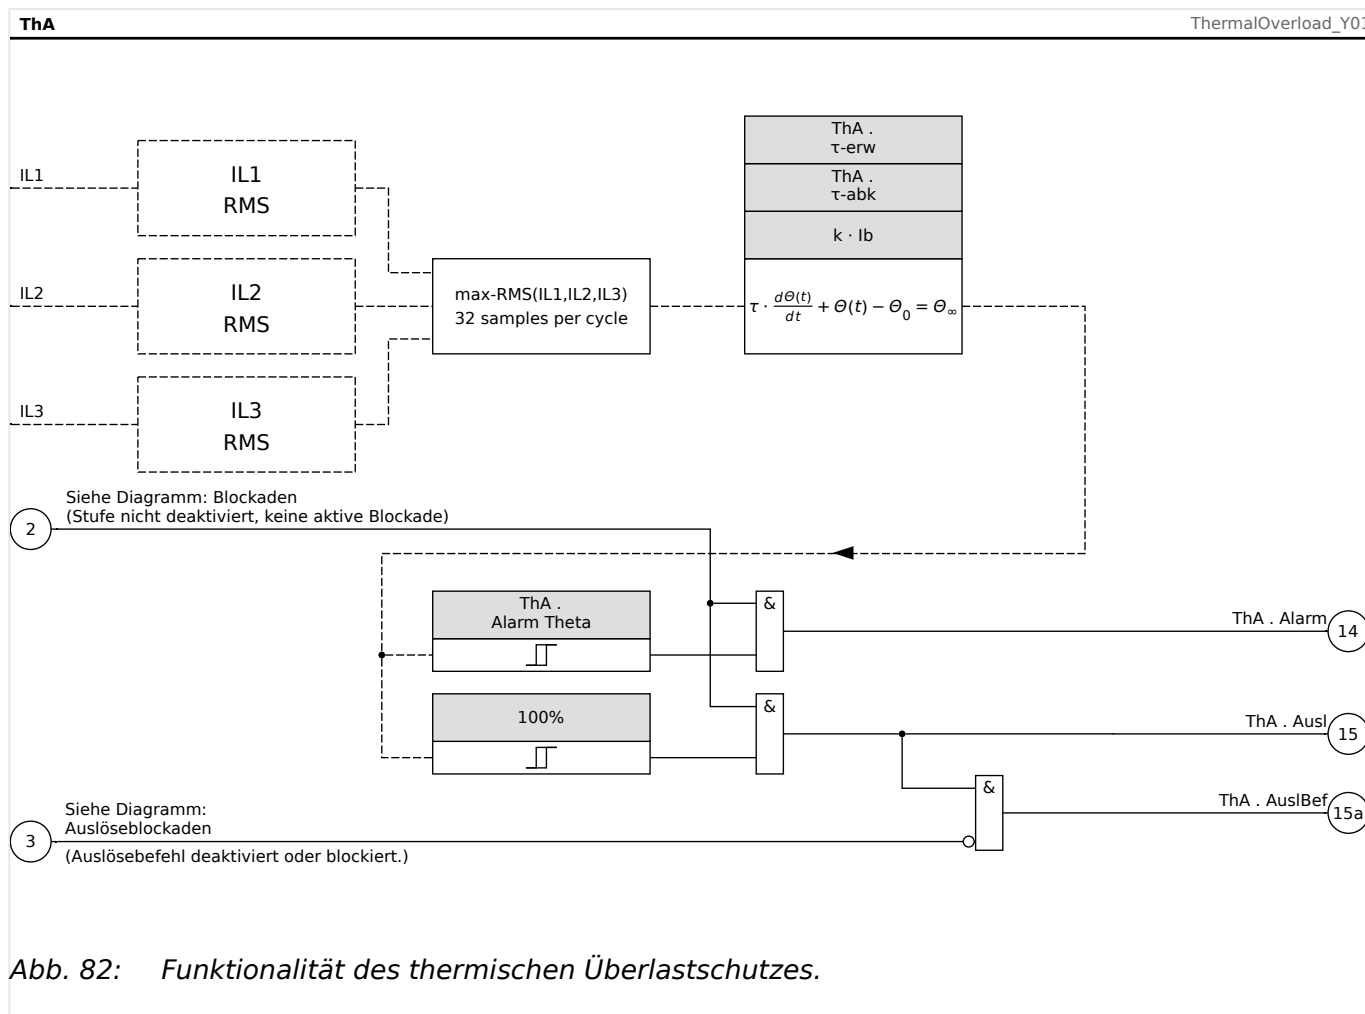 ThA
ThermalOverload_Y01
IL1
IL1
RMS
ThA .
τ-erw
ThA .
τ-abk
k · Ib
IL2
IL2
RMS
max-RMS(IL1,IL2,IL3)
32 samples per cycle
τ · dΘ(t)/dt + Θ(t) − Θ₀ = Θ∞
IL3
IL3
RMS
2
Siehe Diagramm: Blockaden
(Stufe nicht deaktiviert, keine aktive Blockade)
ThA .
Alarm Theta
&
ThA . Alarm
14
100%
&
ThA . Ausl
15
3
Siehe Diagramm:
Auslöseblockaden
(Auslösebefehl deaktiviert oder blockiert.)
&
ThA . AuslBef
15a
Abb. 82: Funktionalität des thermischen Überlastschutzes.